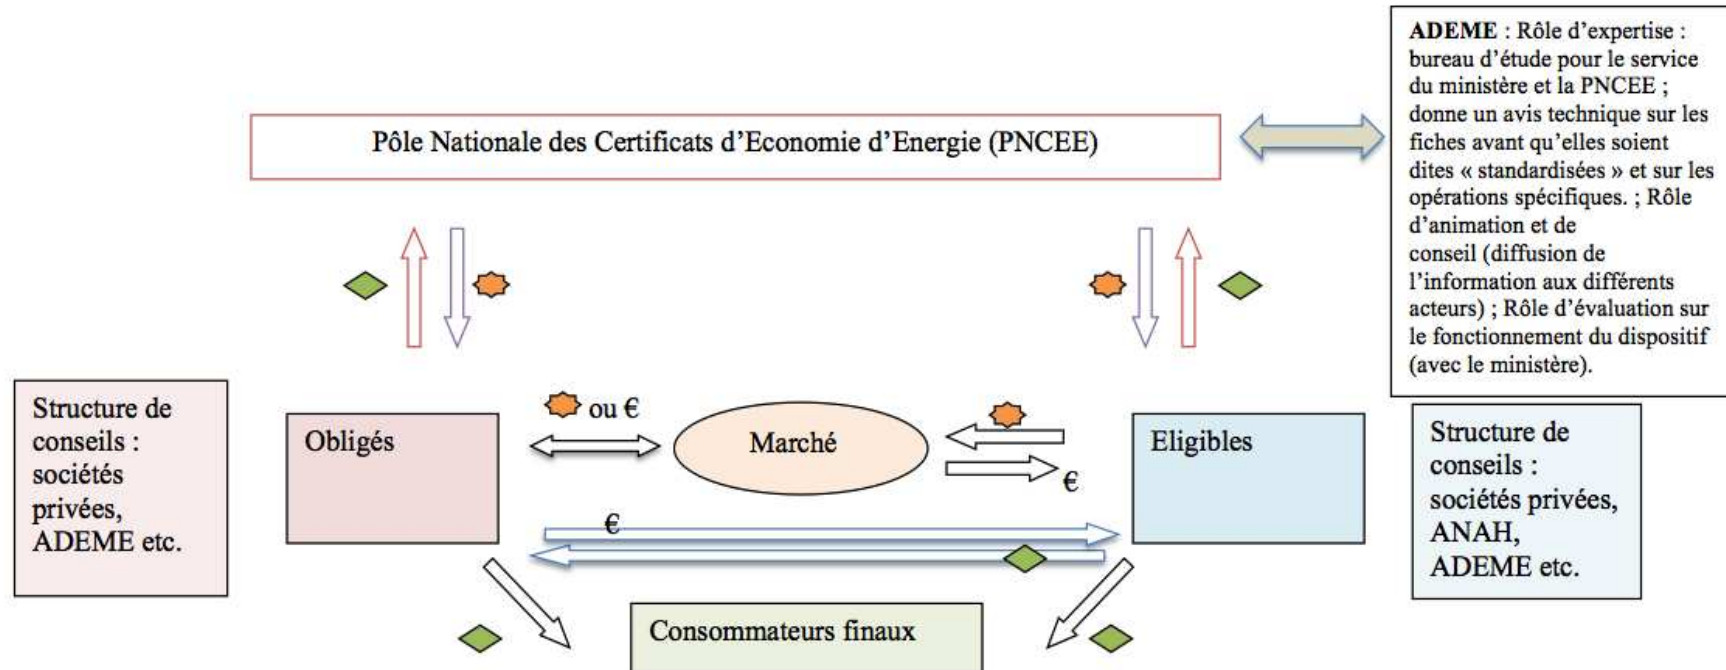 ADEME : Rôle d’expertise :
bureau d’étude pour le service
du ministère et la PNCEE ;
donne un avis technique sur les
fiches avant qu’elles soient
dites « standardisées » et sur les
opérations spécifiques. ; Rôle
d’animation et de
conseil (diffusion de
l’information aux différents
acteurs) ; Rôle d’évaluation sur
le fonctionnement du dispositif
(avec le ministère).
Pôle Nationale des Certificats d’Economie d’Energie (PNCEE)
Structure de
conseils :
sociétés
privées,
ADEME etc.
Obligés
ou €
Marché
€
Eligibles
Structure de
conseils :
sociétés privées,
ANAH,
ADEME etc.
€
Consommateurs finaux